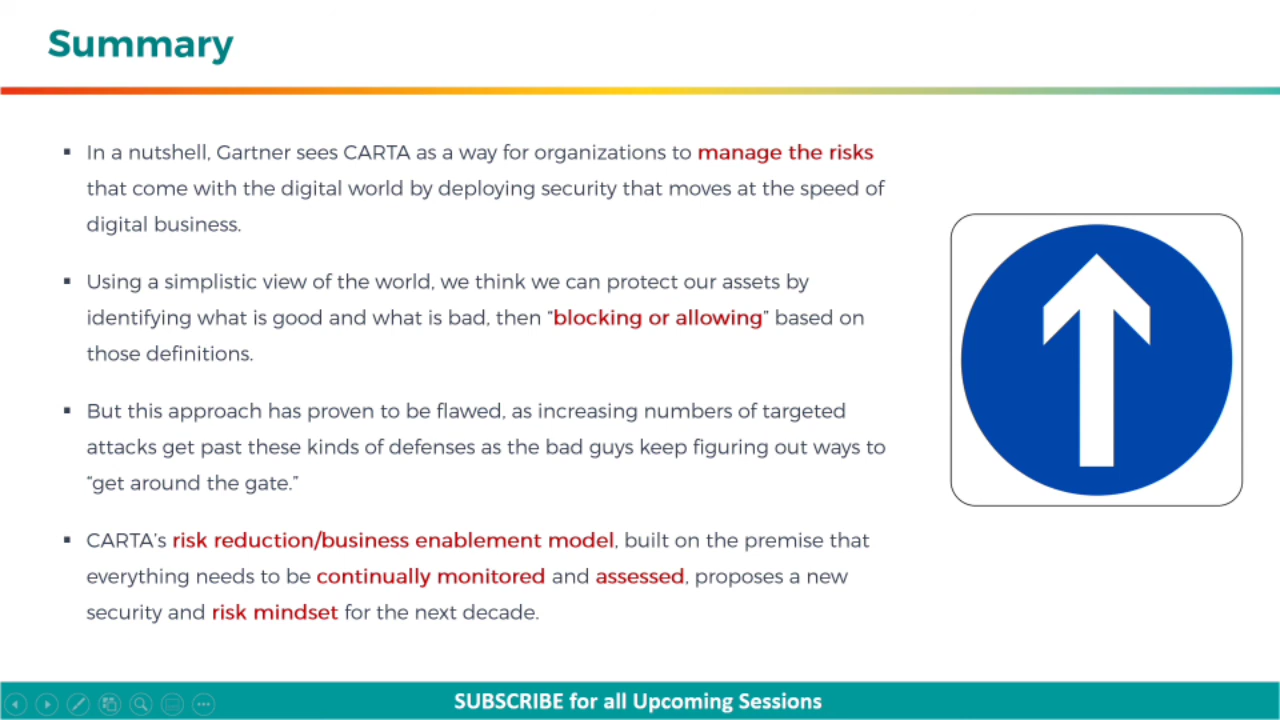 Summary
▪ In a nutshell, Gartner sees CARTA as a way for organizations to manage the risks
that come with the digital world by deploying security that moves at the speed of
digital business.
▪ Using a simplistic view of the world, we think we can protect our assets by
identifying what is good and what is bad, then “blocking or allowing” based on
those definitions.
▪ But this approach has proven to be flawed, as increasing numbers of targeted
attacks get past these kinds of defenses as the bad guys keep figuring out ways to
“get around the gate.”
▪ CARTA’s risk reduction/business enablement model, built on the premise that
everything needs to be continually monitored and assessed, proposes a new
security and risk mindset for the next decade.
SUBSCRIBE for all Upcoming Sessions